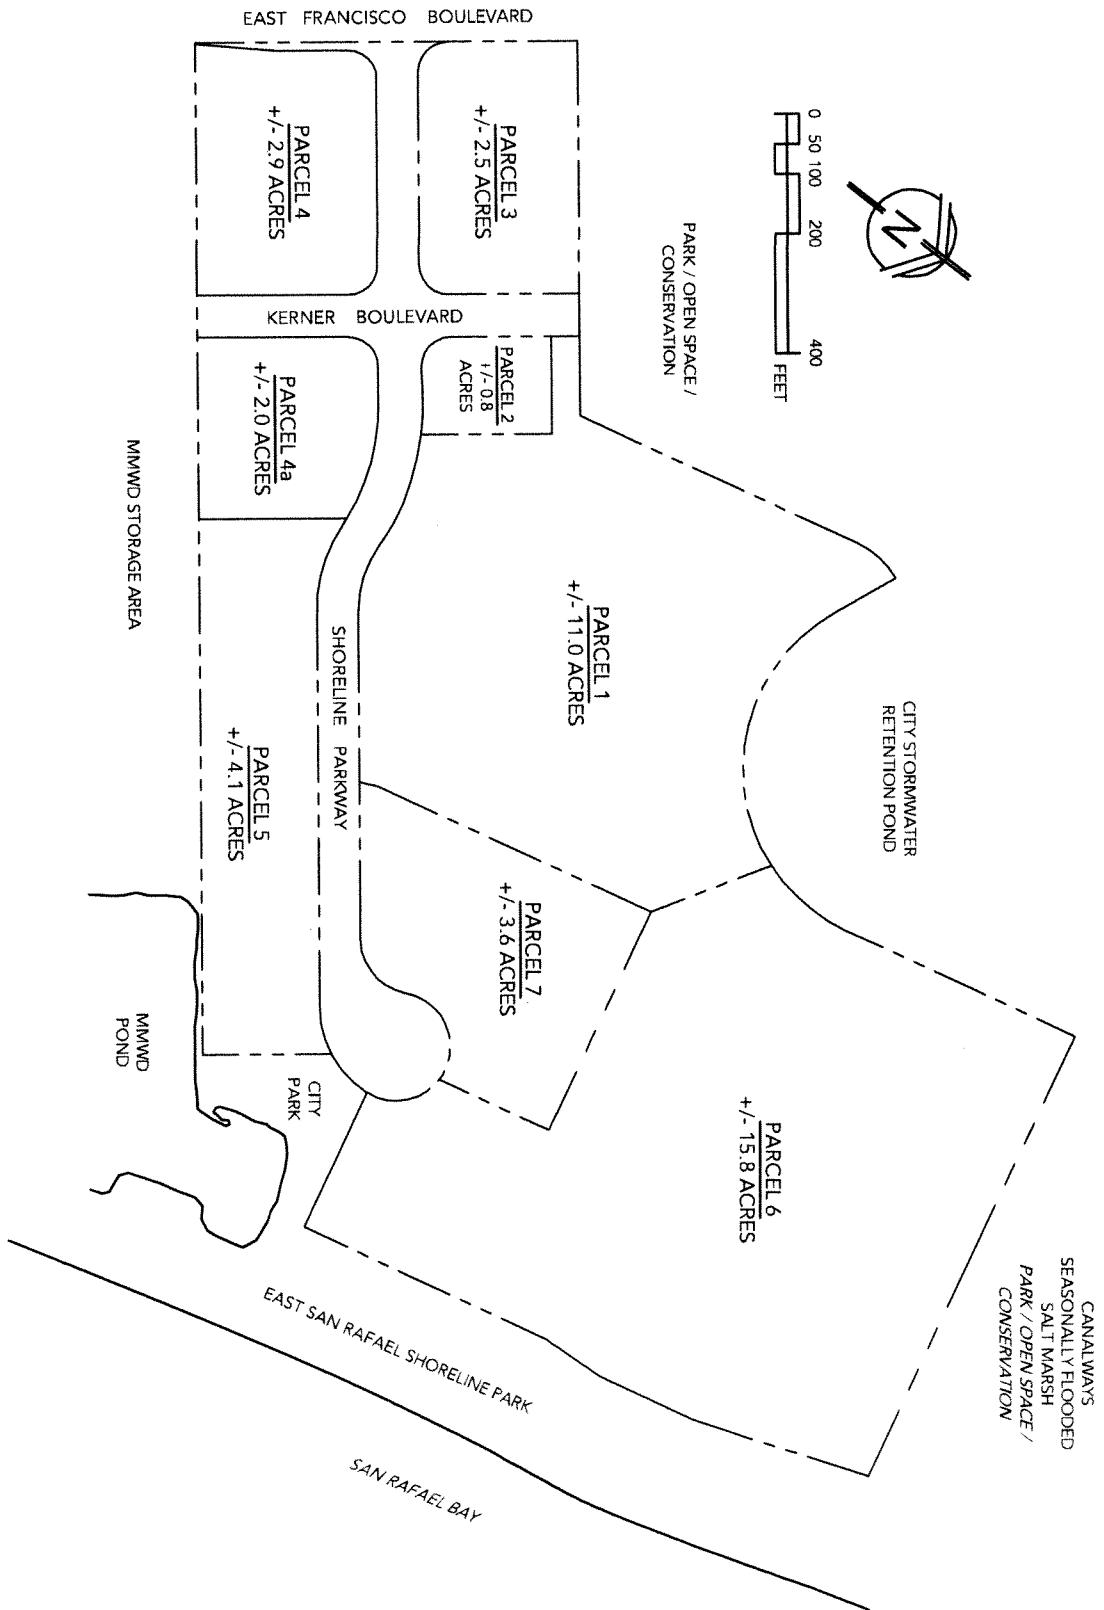 EAST FRANCISCO BOULEVARD
PARCEL 4
+/- 2.9 ACRES
PARCEL 3
+/- 2.5 ACRES
0 50 100 200 400
FEET
N
PARK / OPEN SPACE /
CONSERVATION
KERNER BOULEVARD
PARCEL 2
+/- 0.8
ACRES
PARCEL 4a
+/- 2.0 ACRES
MMWD STORAGE AREA
PARCEL 1
+/- 11.0 ACRES
SHORELINE PARKWAY
CITY STORMWATER
RETENTION POND
PARCEL 5
+/- 4.1 ACRES
PARCEL 7
+/- 3.6 ACRES
MMWD
POND
CITY
PARK
PARCEL 6
+/- 15.8 ACRES
CANALWAYS
SEASONALLY FLOODED
SALT MARSH
PARK / OPEN SPACE /
CONSERVATION
EAST SAN RAFAEL SHORELINE PARK
SAN RAFAEL BAY